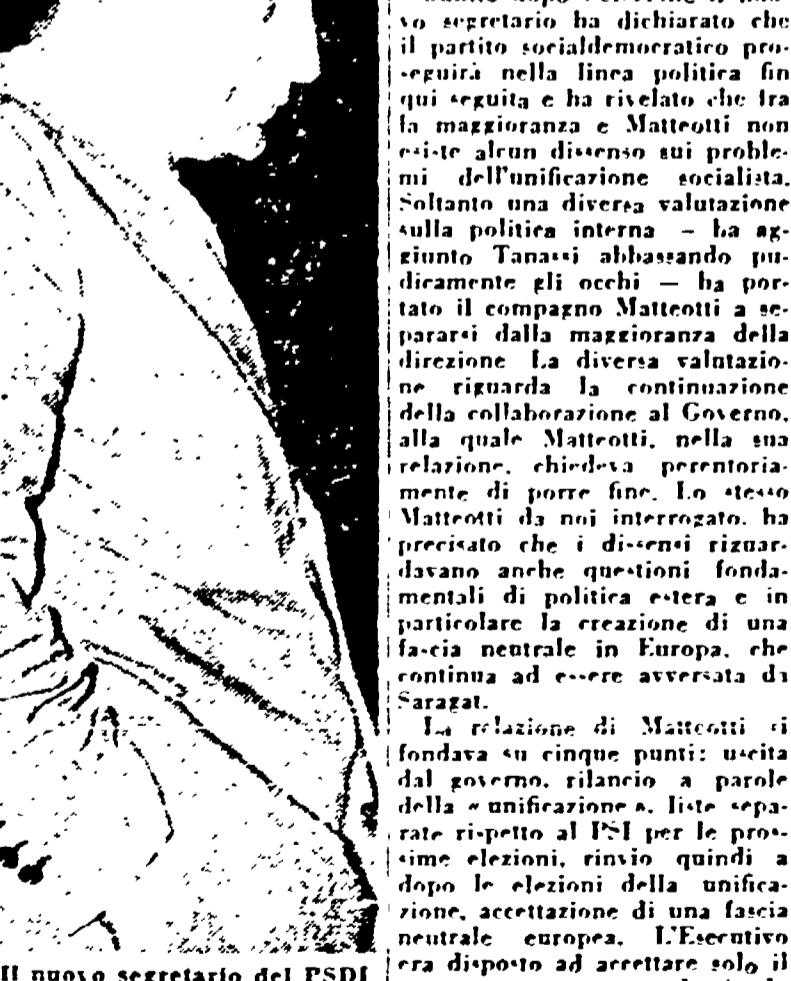 vo segretario ha dichiarato che
il partito socialdemocratico pro-
seguirà nella linea politica fin
qui seguita e ha rivelato che fra
la maggioranza e Matteotti non
esiste alcun dissenso sui proble-
mi dell'unificazione socialista.
Soltanto una diversa valutazione
sulla politica interna — ha ag-
giunto Tanassi abbassando pu-
dicamente gli occhi — ha por-
tato il compagno Matteotti a se-
pararsi dalla maggioranza della
direzione La diversa valutazio-
ne riguarda la continuazione
della collaborazione al Governo,
alla quale Matteotti, nella sua
relazione, chiedeva perentoria-
mente di porre fine. Lo stesso
Matteotti da noi interrogato, ha
precisato che i dissensi riguar-
davano anche questioni fonda-
mentali di politica estera e in
particolare la creazione di una
fascia neutrale in Europa, che
continua ad essere avversata da
Saragat.
La relazione di Matteotti si
fondava su cinque punti: uscita
dal governo, rilancio a parole
della « unificazione », liste sepa-
rate rispetto al PSI per le pros-
sime elezioni, rinvio quindi a
dopo le elezioni della unifica-
zione, accettazione di una fascia
neutrale europea. L'Esecutivo
era disposto ad accettare solo il
Il nuovo segretario del PSDI